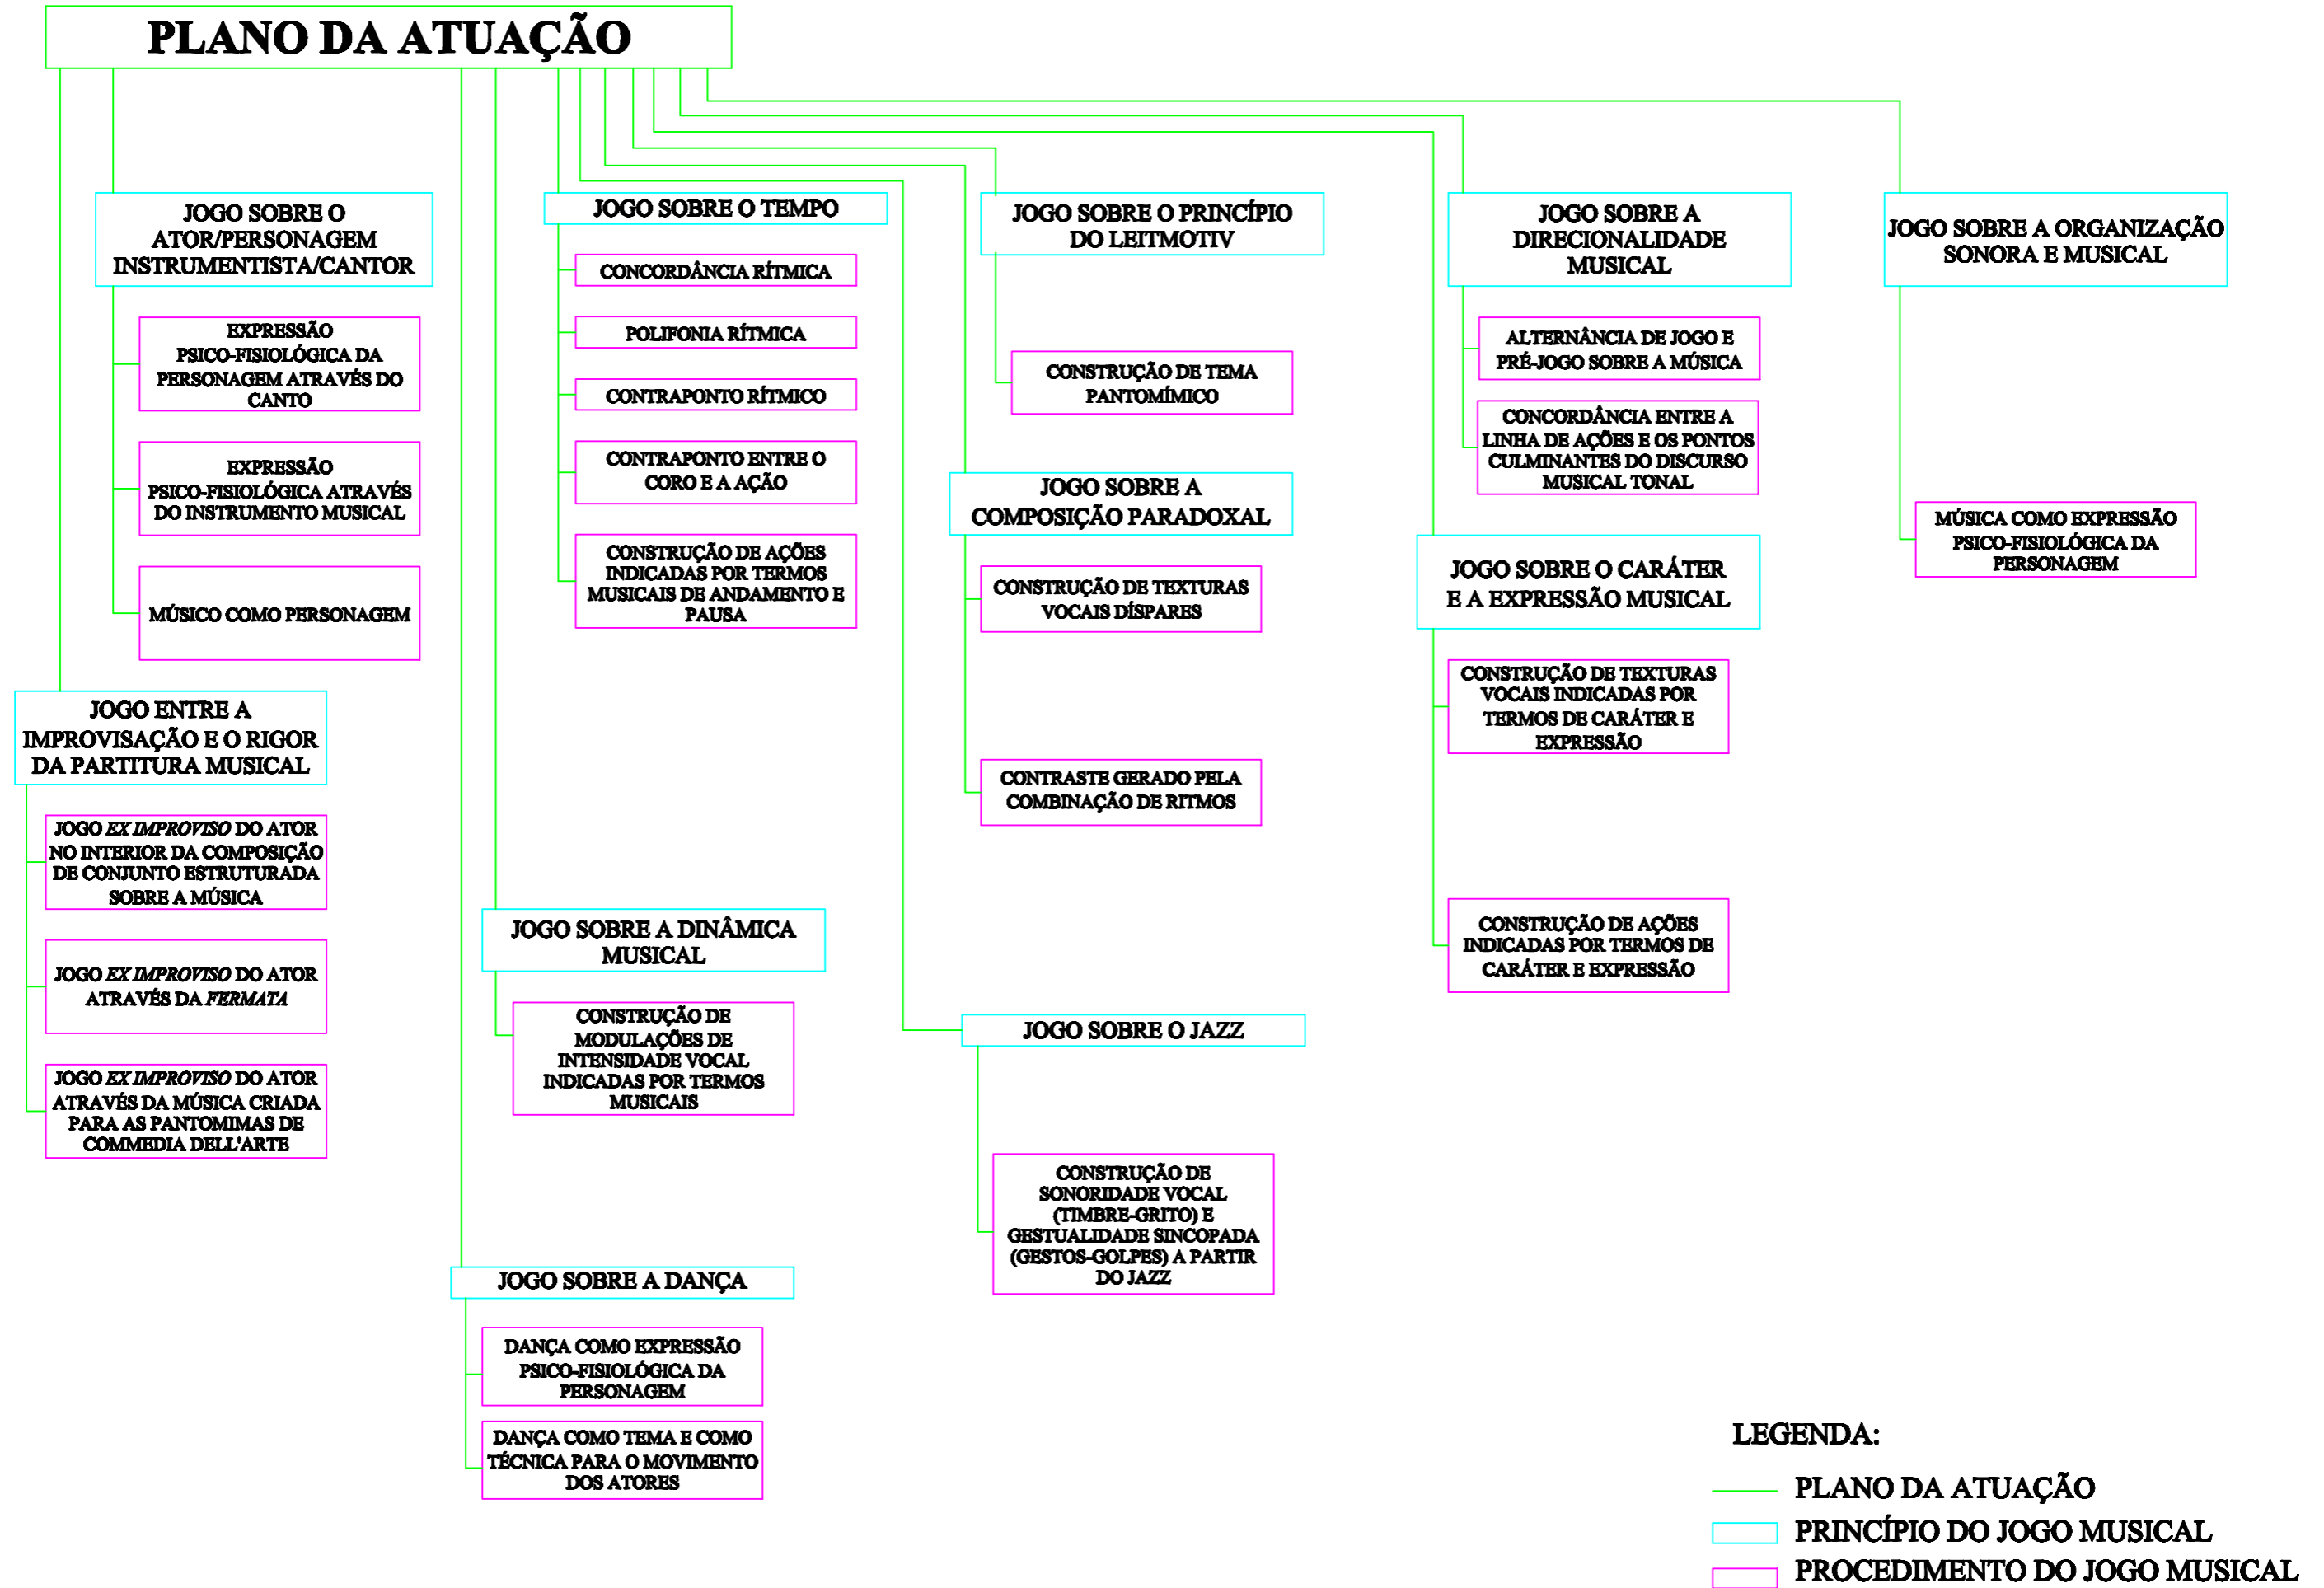 PLANO DA ATUAÇÃO
JOGO SOBRE O
ATOR/PERSONAGEM
INSTRUMENTISTA/CANTOR
EXPRESSÃO
PSICO-FISIOLÓGICA DA
PERSONAGEM ATRAVÉS DO
CANTO
EXPRESSÃO
PSICO-FISIOLÓGICA ATRAVÉS
DO INSTRUMENTO MUSICAL
MÚSICO COMO PERSONAGEM
JOGO ENTRE A
IMPROVISAÇÃO E O RIGOR
DA PARTITURA MUSICAL
JOGO EX IMPROVISO DO ATOR
NO INTERIOR DA COMPOSIÇÃO
DE CONJUNTO ESTRUTURADA
SOBRE A MÚSICA
JOGO EX IMPROVISO DO ATOR
ATRAVÉS DA FERMATA
JOGO EX IMPROVISO DO ATOR
ATRAVÉS DA MÚSICA CRIADA
PARA AS PANTOMIMAS DE
COMMEDIA DELL'ARTE
JOGO SOBRE O TEMPO
CONCORDÂNCIA RÍTMICA
POLIFONIA RÍTMICA
CONTRAPONTO RÍTMICO
CONTRAPONTO ENTRE O
CORO E A AÇÃO
CONSTRUÇÃO DE AÇÕES
INDICADAS POR TERMOS
MUSICAIS DE ANDAMENTO E
PAUSA
JOGO SOBRE A DINÂMICA
MUSICAL
CONSTRUÇÃO DE
MODULAÇÕES DE
INTENSIDADE VOCAL
INDICADAS POR TERMOS
MUSICAIS
JOGO SOBRE A DANÇA
DANÇA COMO EXPRESSÃO
PSICO-FISIOLÓGICA DA
PERSONAGEM
DANÇA COMO TEMA E COMO
TÉCNICA PARA O MOVIMENTO
DOS ATORES
JOGO SOBRE O PRINCÍPIO
DO LEITMOTIV
CONSTRUÇÃO DE TEMA
PANTOMÍMICO
JOGO SOBRE A
COMPOSIÇÃO PARADOXAL
CONSTRUÇÃO DE TEXTURAS
VOCAIS DÍSPARES
CONTRASTE GERADO PELA
COMBINAÇÃO DE RITMOS
JOGO SOBRE O JAZZ
CONSTRUÇÃO DE
SONORIDADE VOCAL
(TIMBRE-GRITO) E
GESTUALIDADE SINCOPADA
(GESTOS-GOLPES) A PARTIR
DO JAZZ
JOGO SOBRE A
DIRECIONALIDADE
MUSICAL
ALTERNÂNCIA DE JOGO E
PRÉ-JOGO SOBRE A MÚSICA
CONCORDÂNCIA ENTRE A
LINHA DE AÇÕES E OS PONTOS
CULMINANTES DO DISCURSO
MUSICAL TONAL
JOGO SOBRE O CARÁTER
E A EXPRESSÃO MUSICAL
CONSTRUÇÃO DE TEXTURAS
VOCAIS INDICADAS POR
TERMOS DE CARÁTER E
EXPRESSÃO
CONSTRUÇÃO DE AÇÕES
INDICADAS POR TERMOS DE
CARÁTER E EXPRESSÃO
JOGO SOBRE A ORGANIZAÇÃO
SONORA E MUSICAL
MÚSICA COMO EXPRESSÃO
PSICO-FISIOLÓGICA DA
PERSONAGEM
LEGENDA:
PLANO DA ATUAÇÃO
PRINCÍPIO DO JOGO MUSICAL
PROCEDIMENTO DO JOGO MUSICAL